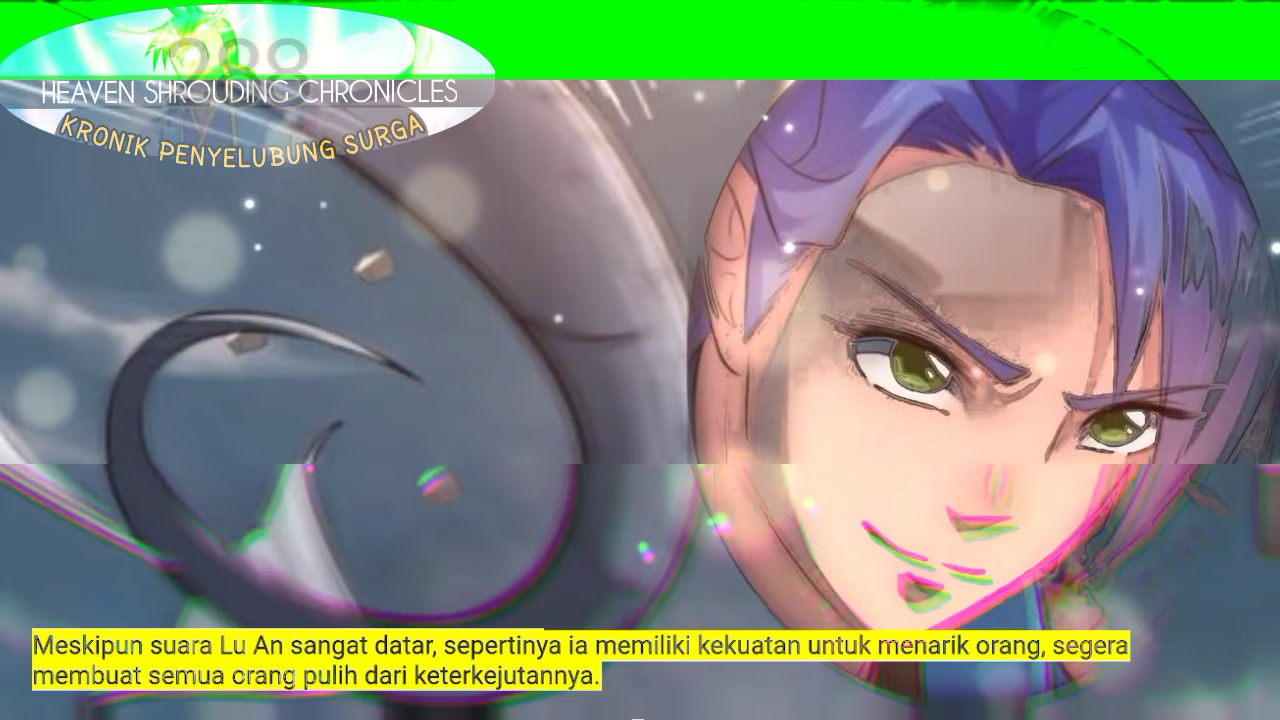 288
HEAVEN SHROUDING CHRONICLES
KRONIK PENYELUBUNG SURGA
Meskipun suara Lu An sangat datar, sepertinya ia memiliki kekuatan untuk menarik orang, segera
membuat semua orang pulih dari keterkejutannya.